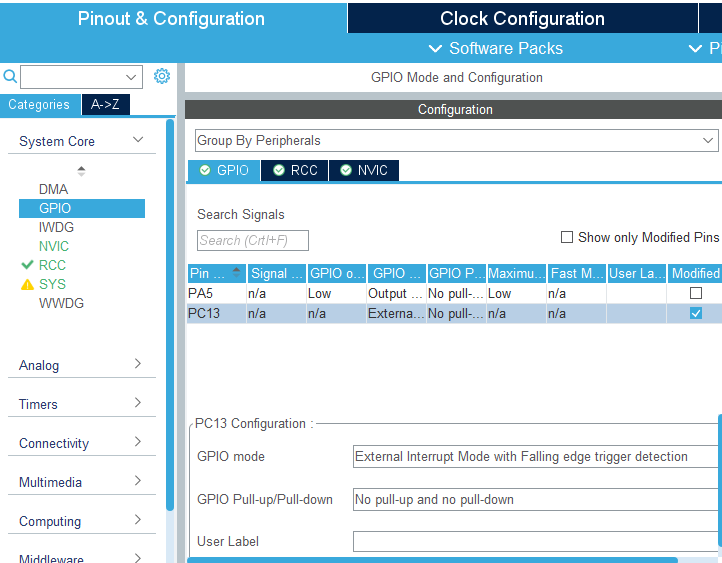 Pinout & Configuration Clock Configuration
Software Packs Pi
GPIO Mode and Configuration
Categories A->Z
Configuration
System Core
Group By Peripherals
GPIO RCC NVIC
DMA
GPIO
IWDG
NVIC
RCC
SYS
WWDG
Search Signals
Search (Crtl+F)
Show only Modified Pins
Pin ... Signal ... GPIO o... GPIO ... GPIO P... Maximu... Fast M... User La... Modified
PA5 n/a Low Output ... No pull-... Low n/a
PC13 n/a n/a Externa... No pull-... n/a n/a
Analog
Timers
Connectivity
Multimedia
Computing
Middleware
PC13 Configuration :
GPIO mode External Interrupt Mode with Falling edge trigger detection
GPIO Pull-up/Pull-down No pull-up and no pull-down
User Label